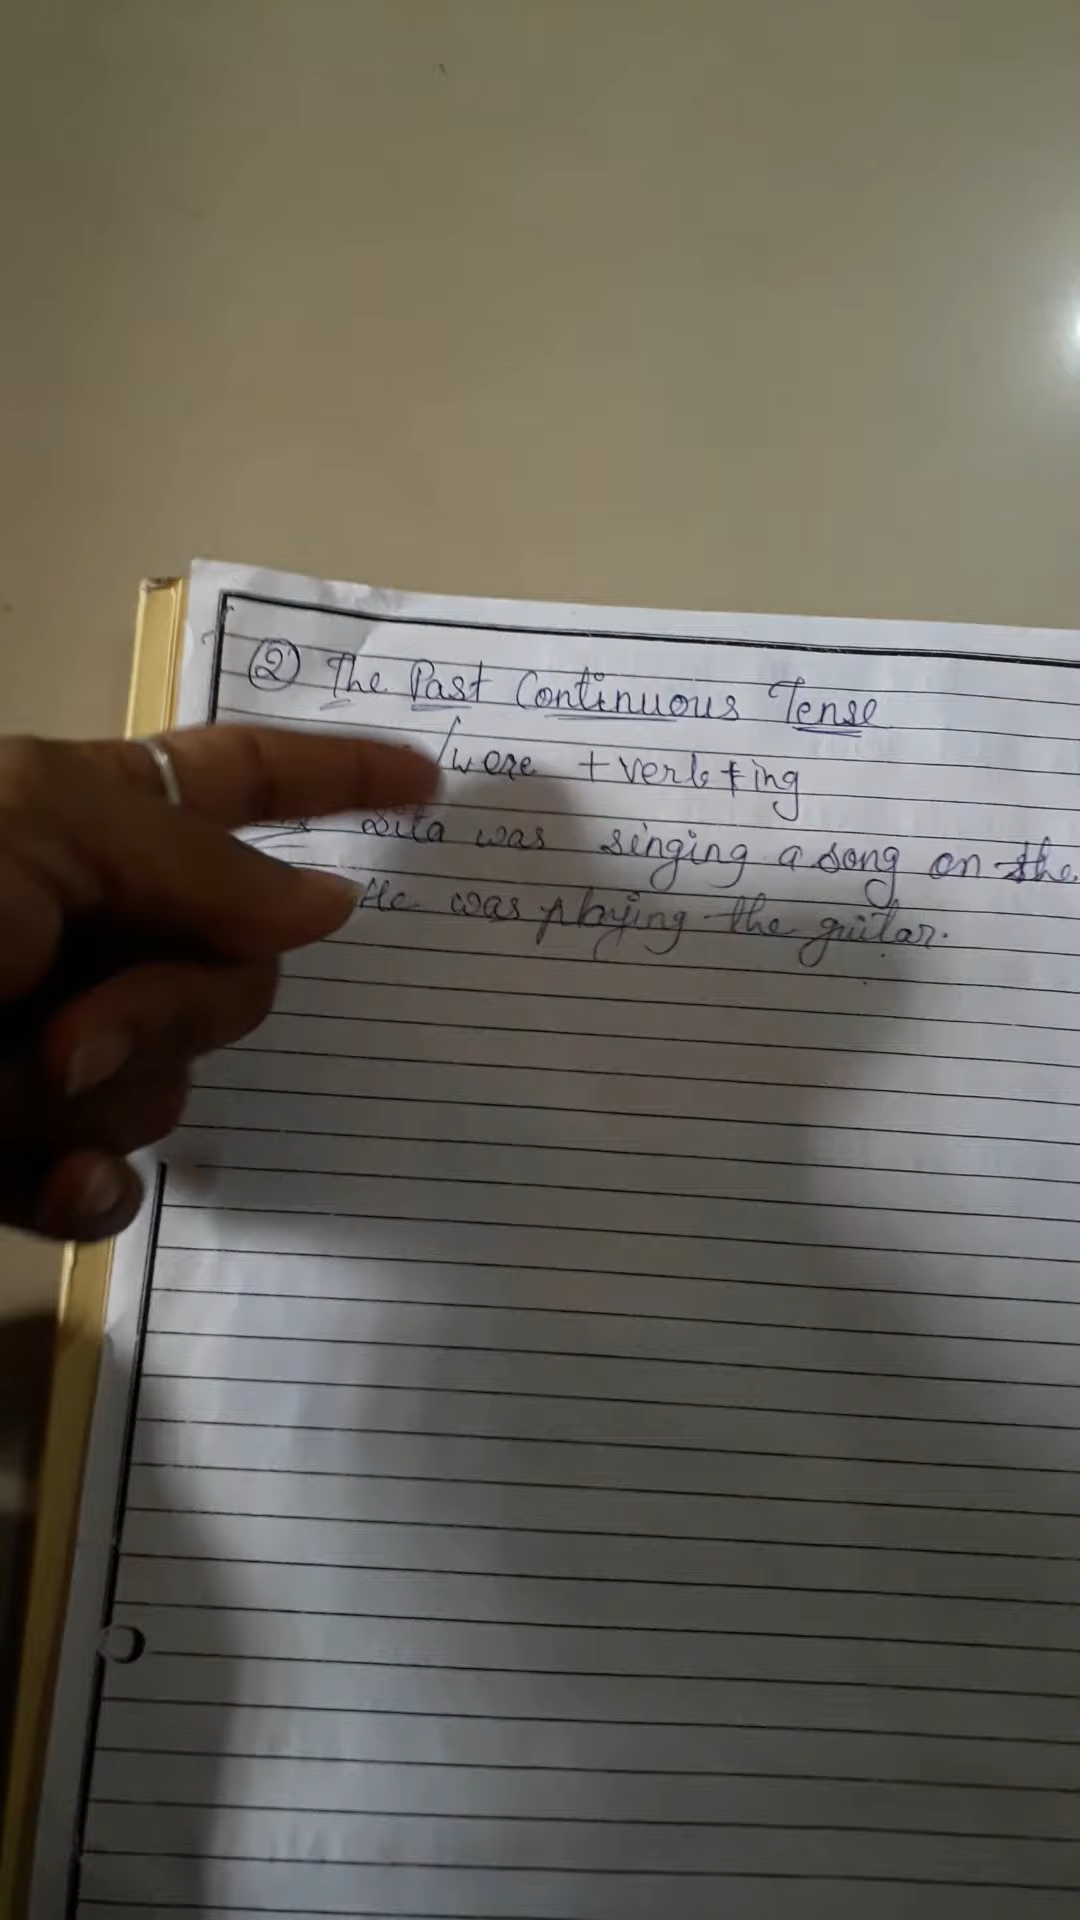 ② The Past Continuous Tense
/were + verb + ing
Sita was singing a song on the
He was playing the guitar.